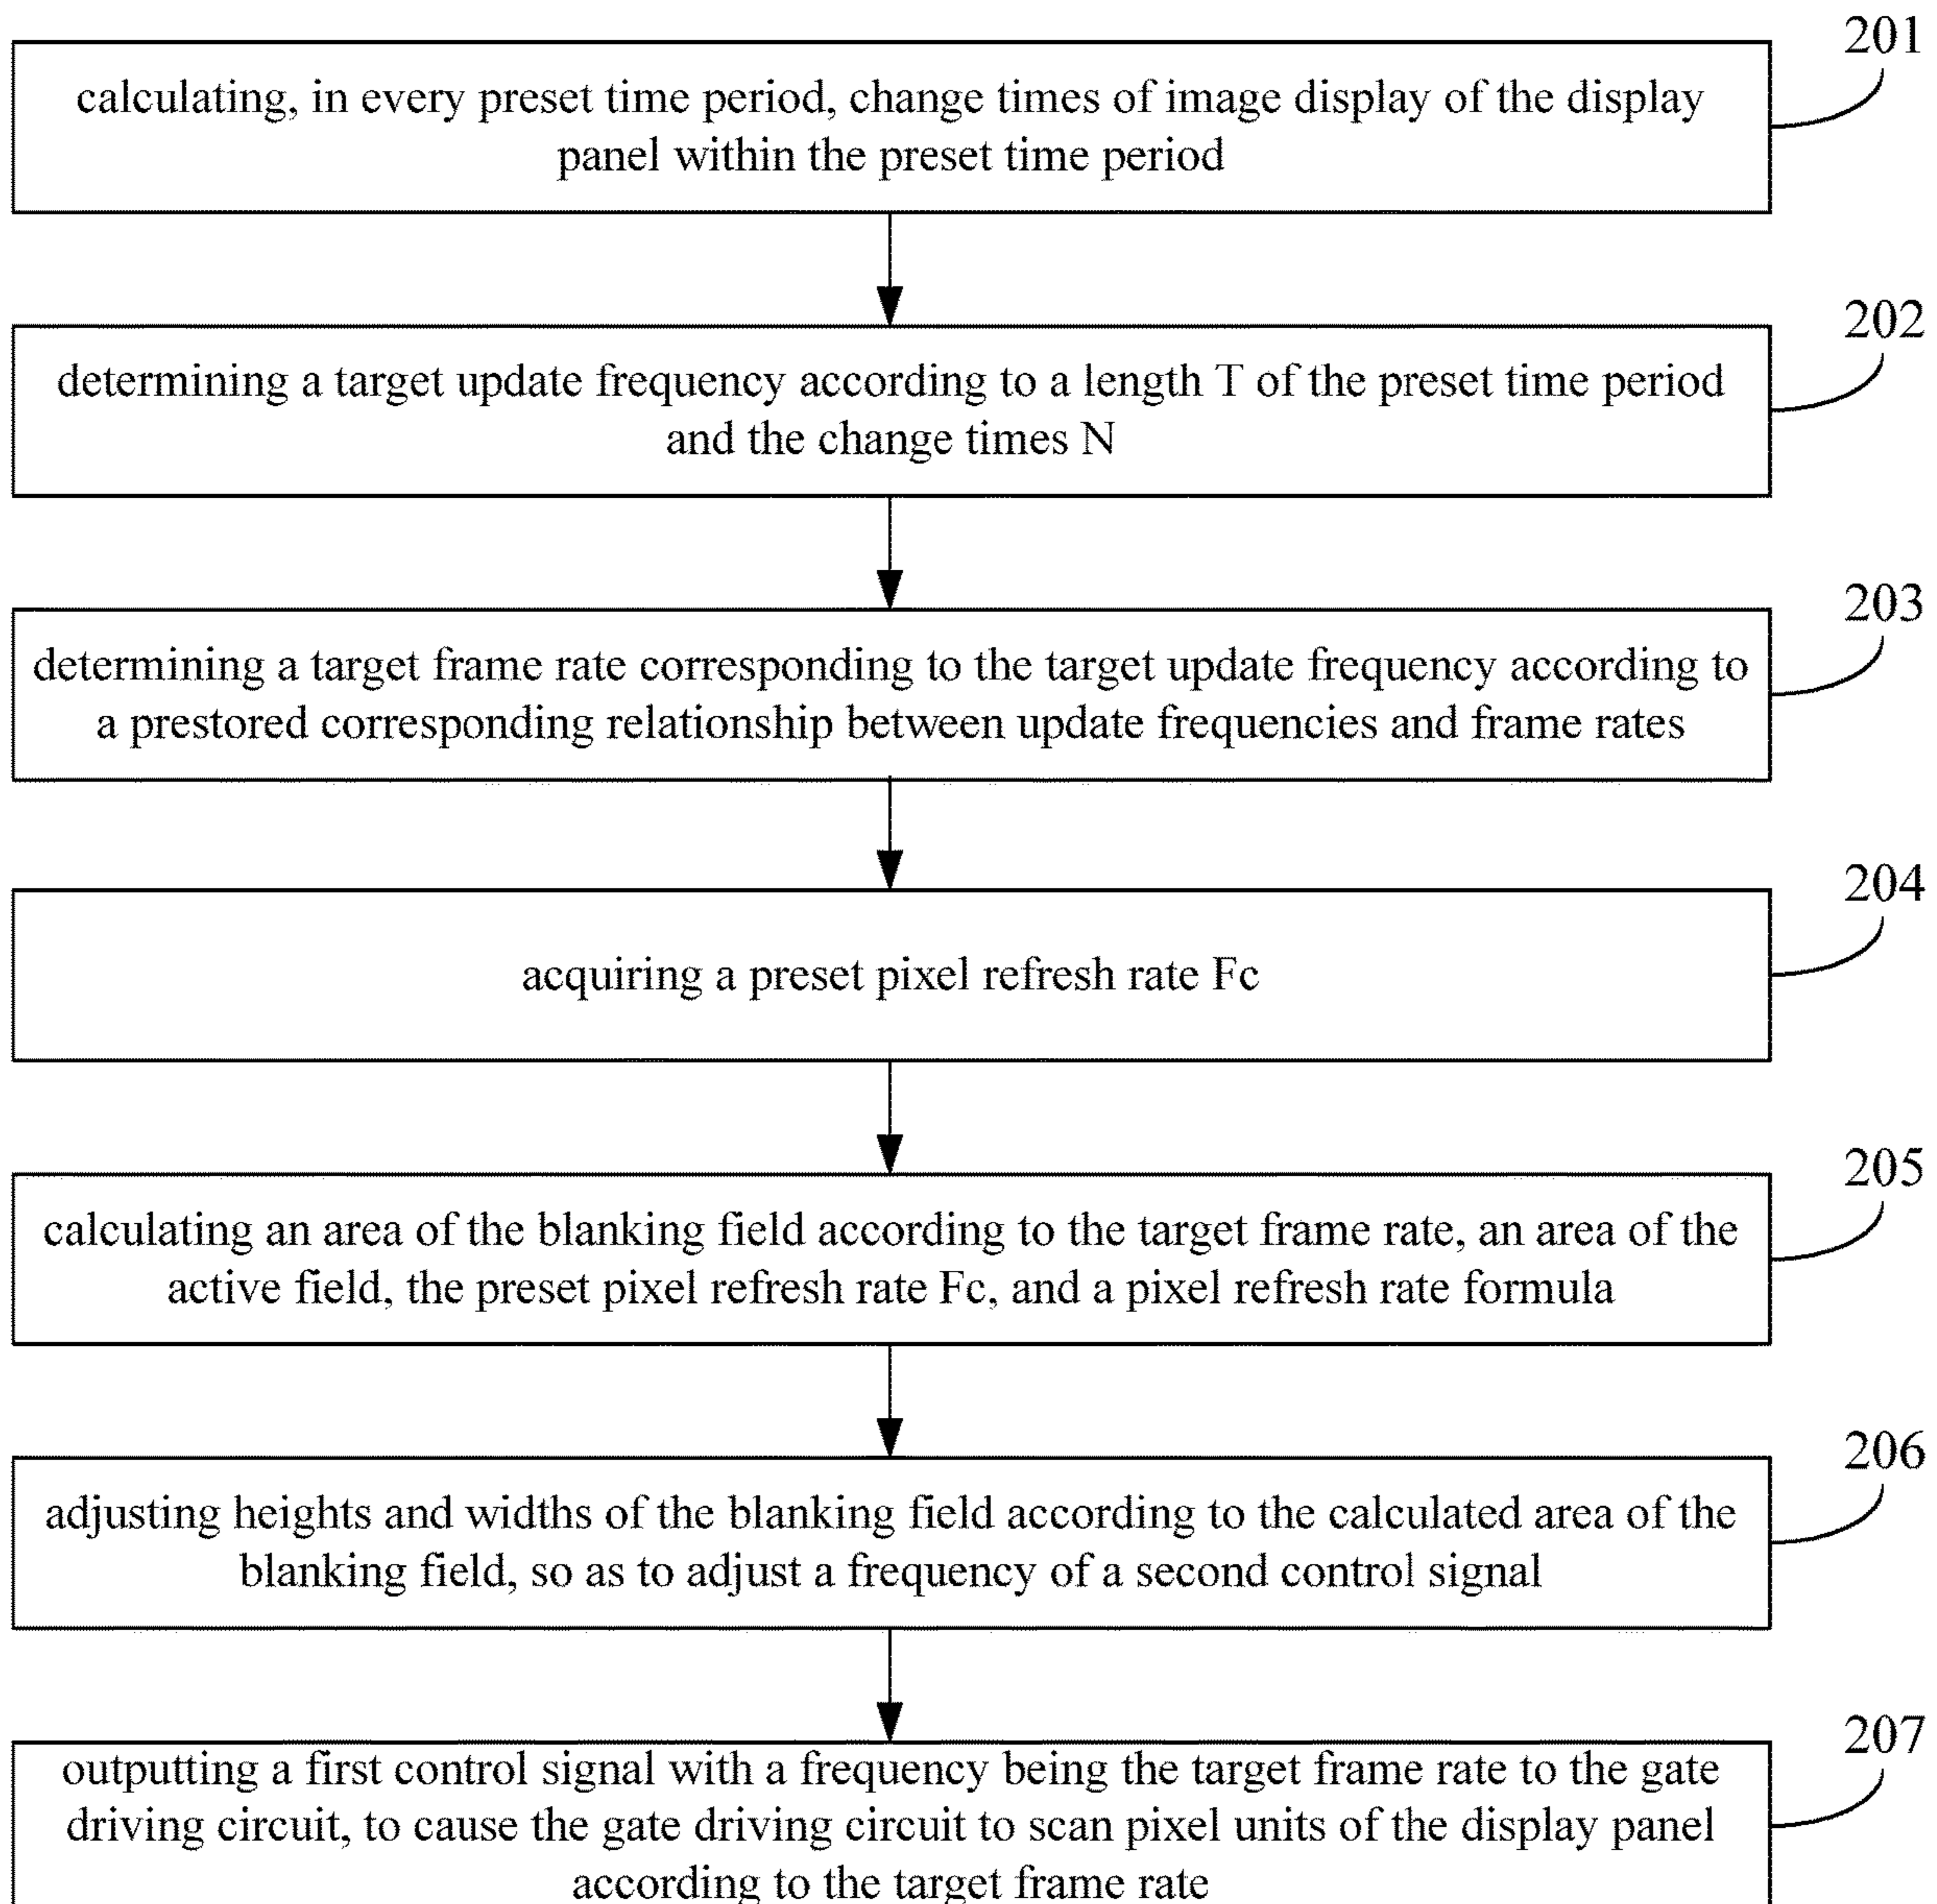 201
calculating, in every preset time period, change times of image display of the display
panel within the preset time period
202
determining a target update frequency according to a length T of the preset time period
and the change times N
203
determining a target frame rate corresponding to the target update frequency according to
a prestored corresponding relationship between update frequencies and frame rates
204
acquiring a preset pixel refresh rate Fc
205
calculating an area of the blanking field according to the target frame rate, an area of the
active field, the preset pixel refresh rate Fc, and a pixel refresh rate formula
206
adjusting heights and widths of the blanking field according to the calculated area of the
blanking field, so as to adjust a frequency of a second control signal
207
outputting a first control signal with a frequency being the target frame rate to the gate
driving circuit, to cause the gate driving circuit to scan pixel units of the display panel
according to the target frame rate